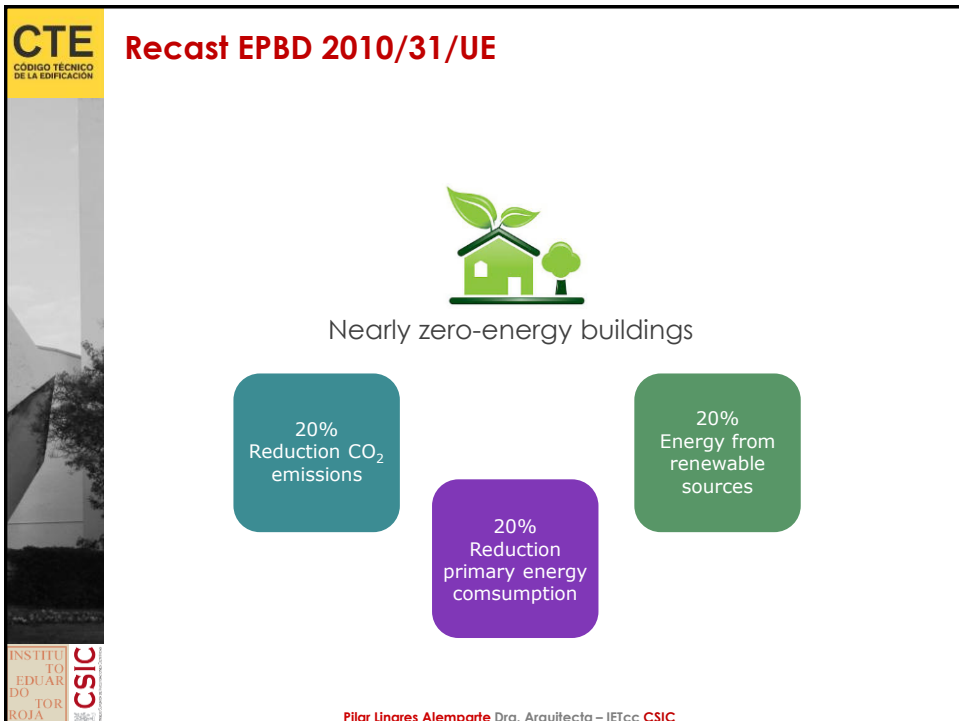 CTE
CÓDIGO TÉCNICO
DE LA EDIFICACIÓN
Recast EPBD 2010/31/UE
Nearly zero-energy buildings
20%
Reduction CO₂
emissions
20%
Reduction
primary energy
comsumption
20%
Energy from
renewable
sources
INSTITU
TO
EDUAR
DO
TOR
ROJA
CSIC
Pilar Linares Alemparte Dra. Arquitecta – IETcc CSIC